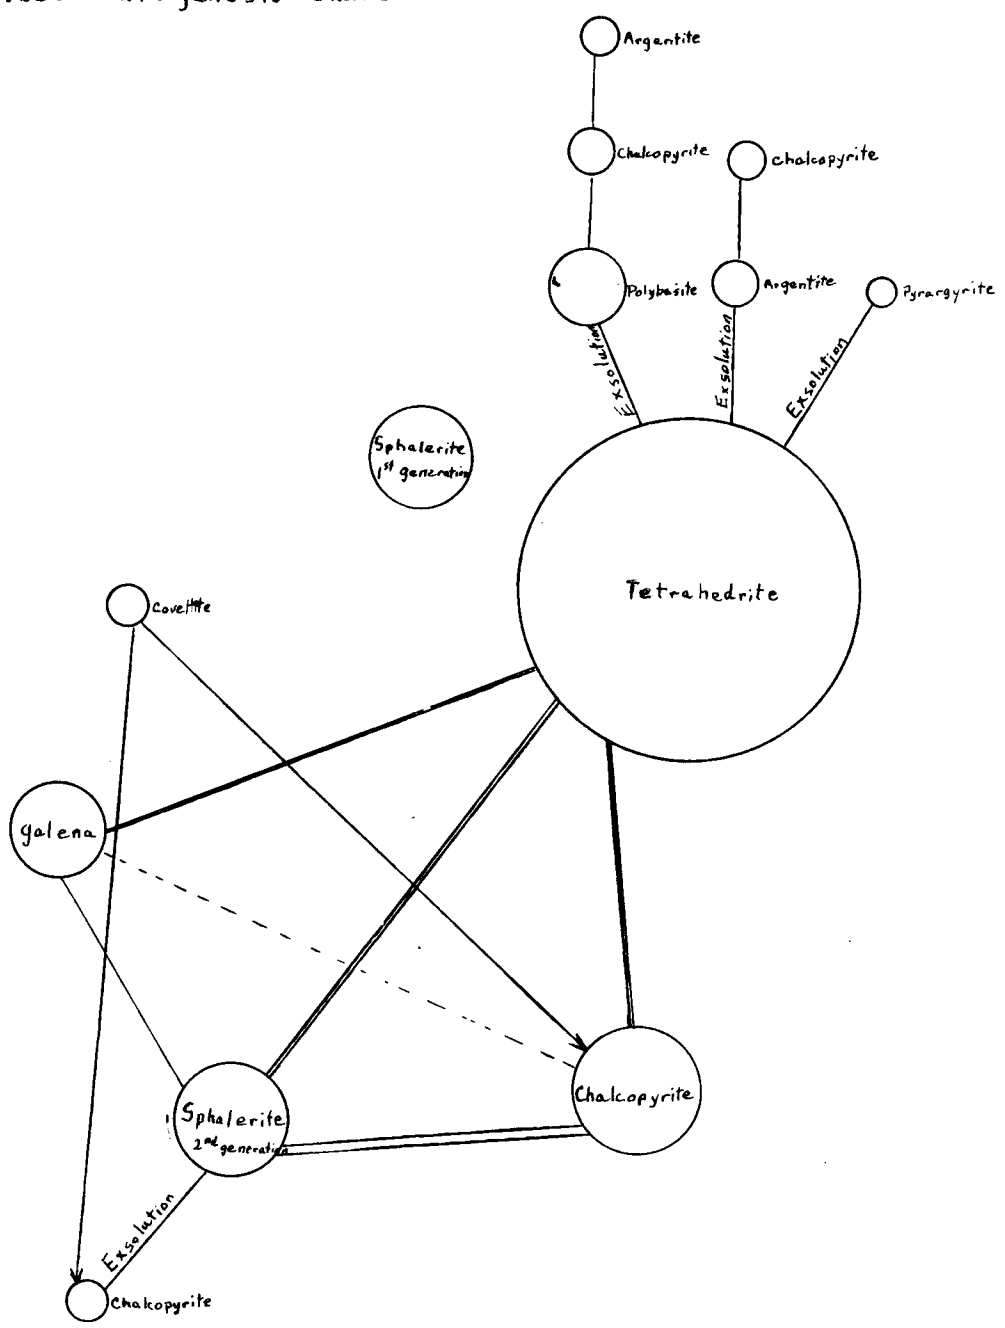 Argentite
Chalcopyrite
Chalcopyrite
Polybasite
Argentite
Pyrargyrite
Exsolution
Exsolution
Exsolution
Sphalerite
1st generation
Tetrahedrite
Covellite
galena
Chalcopyrite
Sphalerite
2nd generation
Exsolution
Chalcopyrite